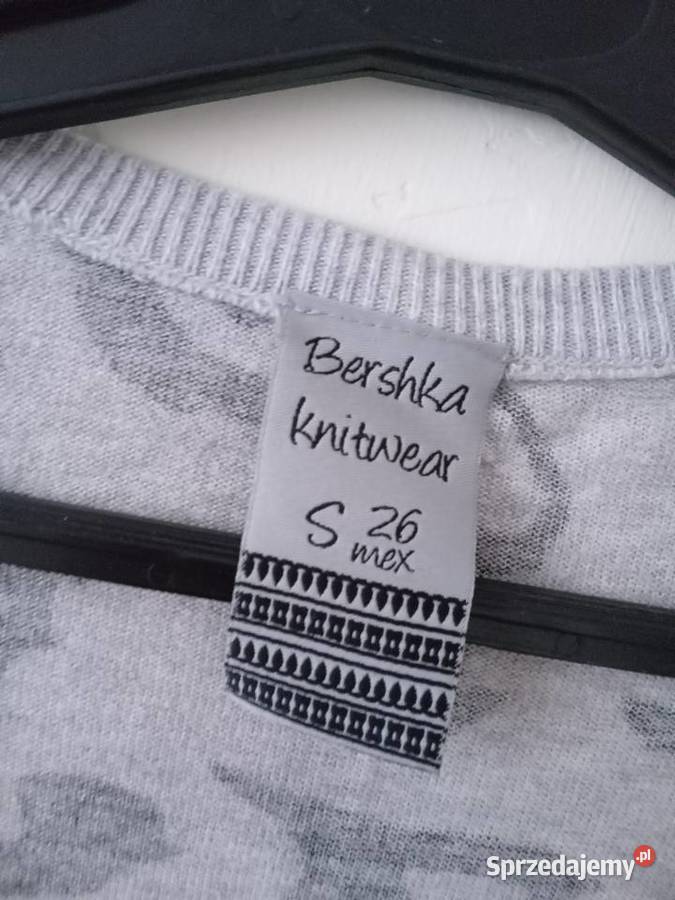 Bershka
knitwear
S 26
mex
Sprzedajemy.pl